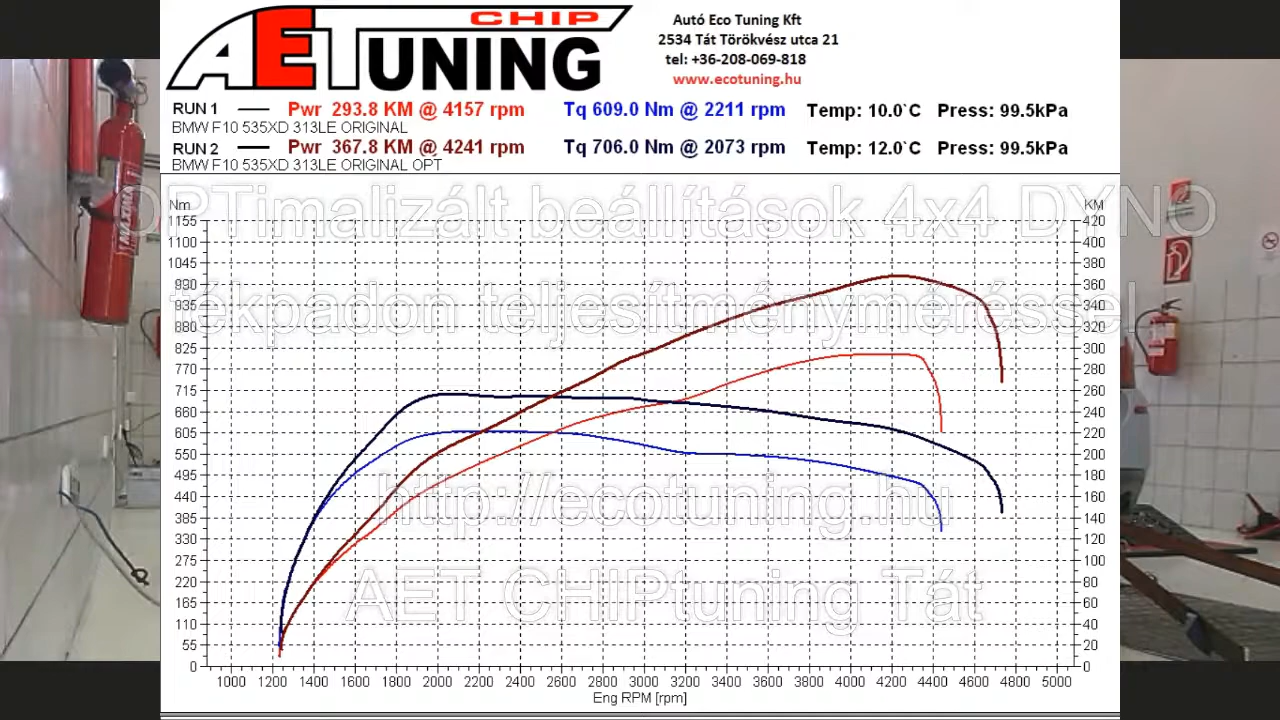 CHIP
AETUNING
Autó Eco Tuning Kft
2534 Tát Törökvész utca 21
tel: +36-208-069-818
www.ecotuning.hu
RUN 1 Pwr 293.8 KM @ 4157 rpm Tq 609.0 Nm @ 2211 rpm Temp: 10.0`C Press: 99.5kPa
BMW F10 535XD 313LE ORIGINAL
RUN 2 Pwr 367.8 KM @ 4241 rpm Tq 706.0 Nm @ 2073 rpm Temp: 12.0`C Press: 99.5kPa
BMW F10 535XD 313LE ORIGINAL OPT
OPTimalizált beállítások 4x4 DYNO
fékpadon teljesítményméréssel
http://ecotuning.hu
AET CHIPtuning Tát
Nm
1155
1100
1045
990
935
880
825
770
715
660
605
550
495
440
385
330
275
220
165
110
55
0
KM
420
400
380
360
340
320
300
280
260
240
220
200
180
160
140
120
100
80
60
40
20
0
1000 1200 1400 1600 1800 2000 2200 2400 2600 2800 3000 3200 3400 3600 3800 4000 4200 4400 4600 4800 5000
Eng RPM [rpm]
MAXIMA